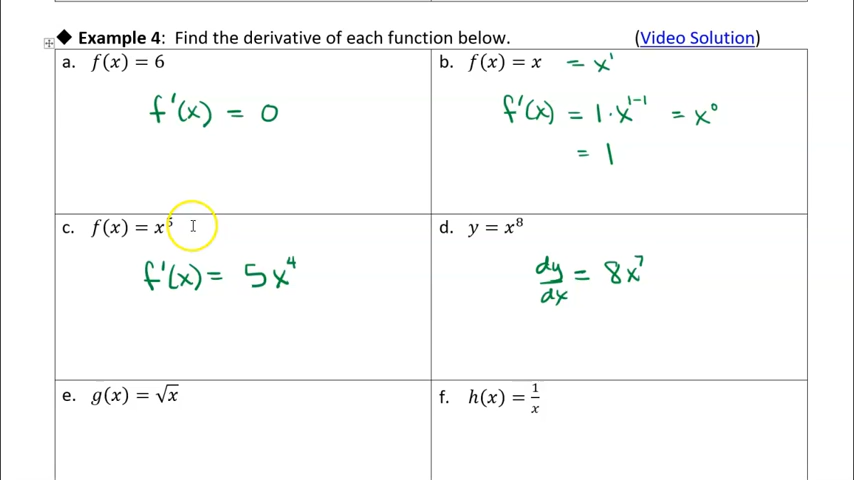 ◆ Example 4: Find the derivative of each function below. (Video Solution)
a. f(x) = 6
f'(x) = 0
b. f(x) = x = x¹
f'(x) = 1·x¹⁻¹ = x⁰
= 1
c. f(x) = x⁵
f'(x) = 5x⁴
d. y = x⁸
dy/dx = 8x⁷
e. g(x) = √x
f. h(x) = 1/x